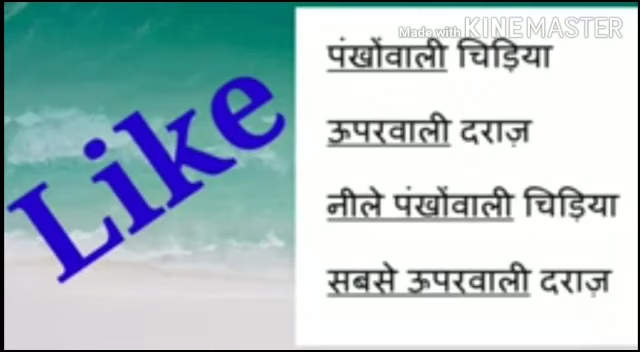 Made with KINEMASTER
Like
पंखोंवाली चिड़िया
ऊपरवाली दराज़
नीले पंखोंवाली चिड़िया
सबसे ऊपरवाली दराज़